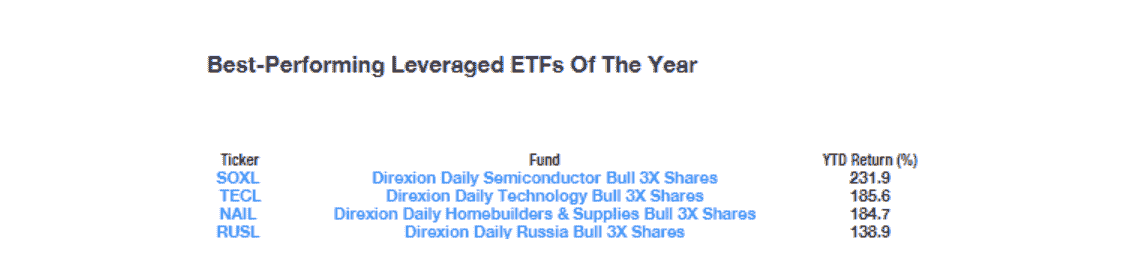 Best-Performing Leveraged ETFs Of The Year
Ticker Fund YTD Return (%)
SOXL Direxion Daily Semiconductor Bull 3X Shares 231.9
TECL Direxion Daily Technology Bull 3X Shares 185.6
NAIL Direxion Daily Homebuilders & Supplies Bull 3X Shares 184.7
RUSL Direxion Daily Russia Bull 3X Shares 138.9